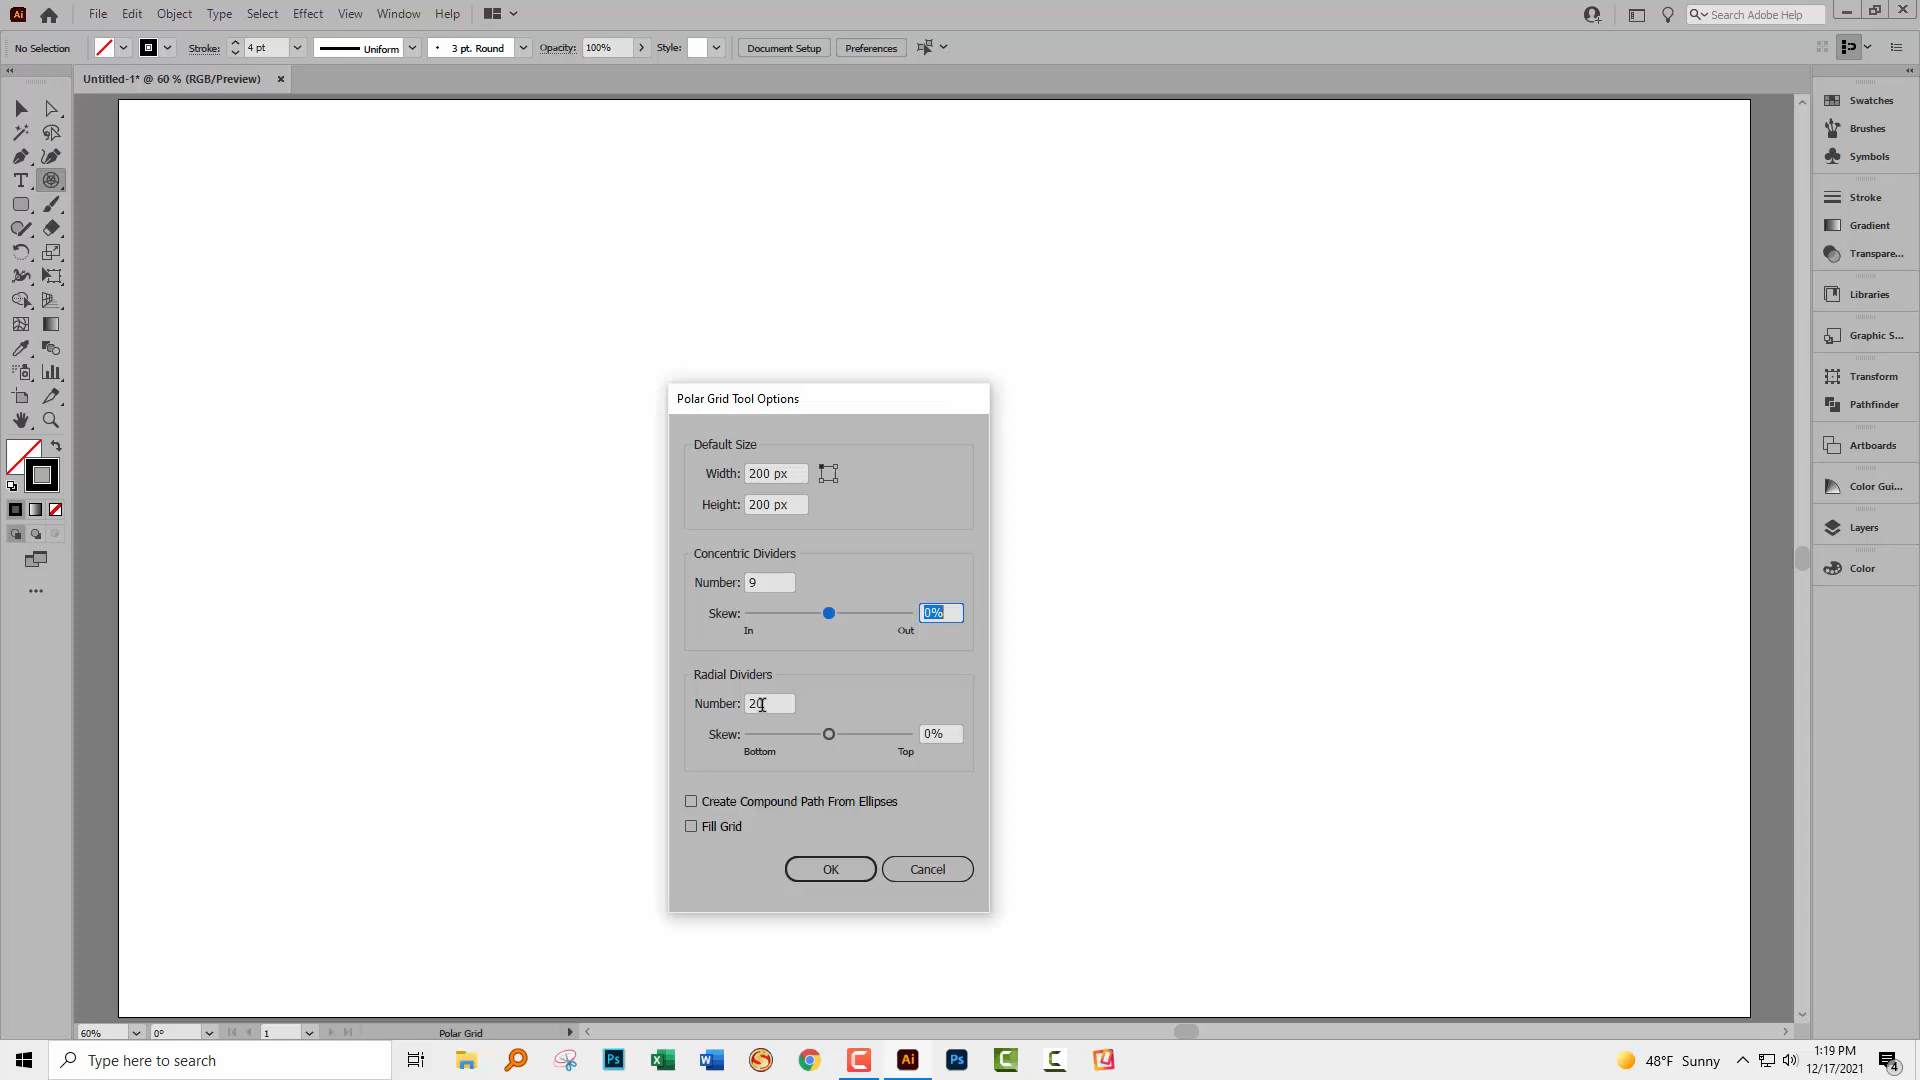 Ai File Edit Object Type Select Effect View Window Help Search Adobe Help
No Selection Stroke: 4 pt Uniform 3 pt. Round Opacity: 100% Style: Document Setup Preferences
Untitled-1* @ 60 % (RGB/Preview) ×
Swatches
Brushes
Symbols
Stroke
Gradient
Transpare...
Libraries
Graphic S...
Transform
Pathfinder
Artboards
Color Gui...
Layers
Color
Polar Grid Tool Options
Default Size
Width: 200 px
Height: 200 px
Concentric Dividers
Number: 9
Skew: 0%
In Out
Radial Dividers
Number: 20
Skew: 0%
Bottom Top
Create Compound Path From Ellipses
Fill Grid
OK Cancel
60% 0° 1 Polar Grid
Type here to search Ps Ai Ps 48°F Sunny 1:19 PM
12/17/2021 4